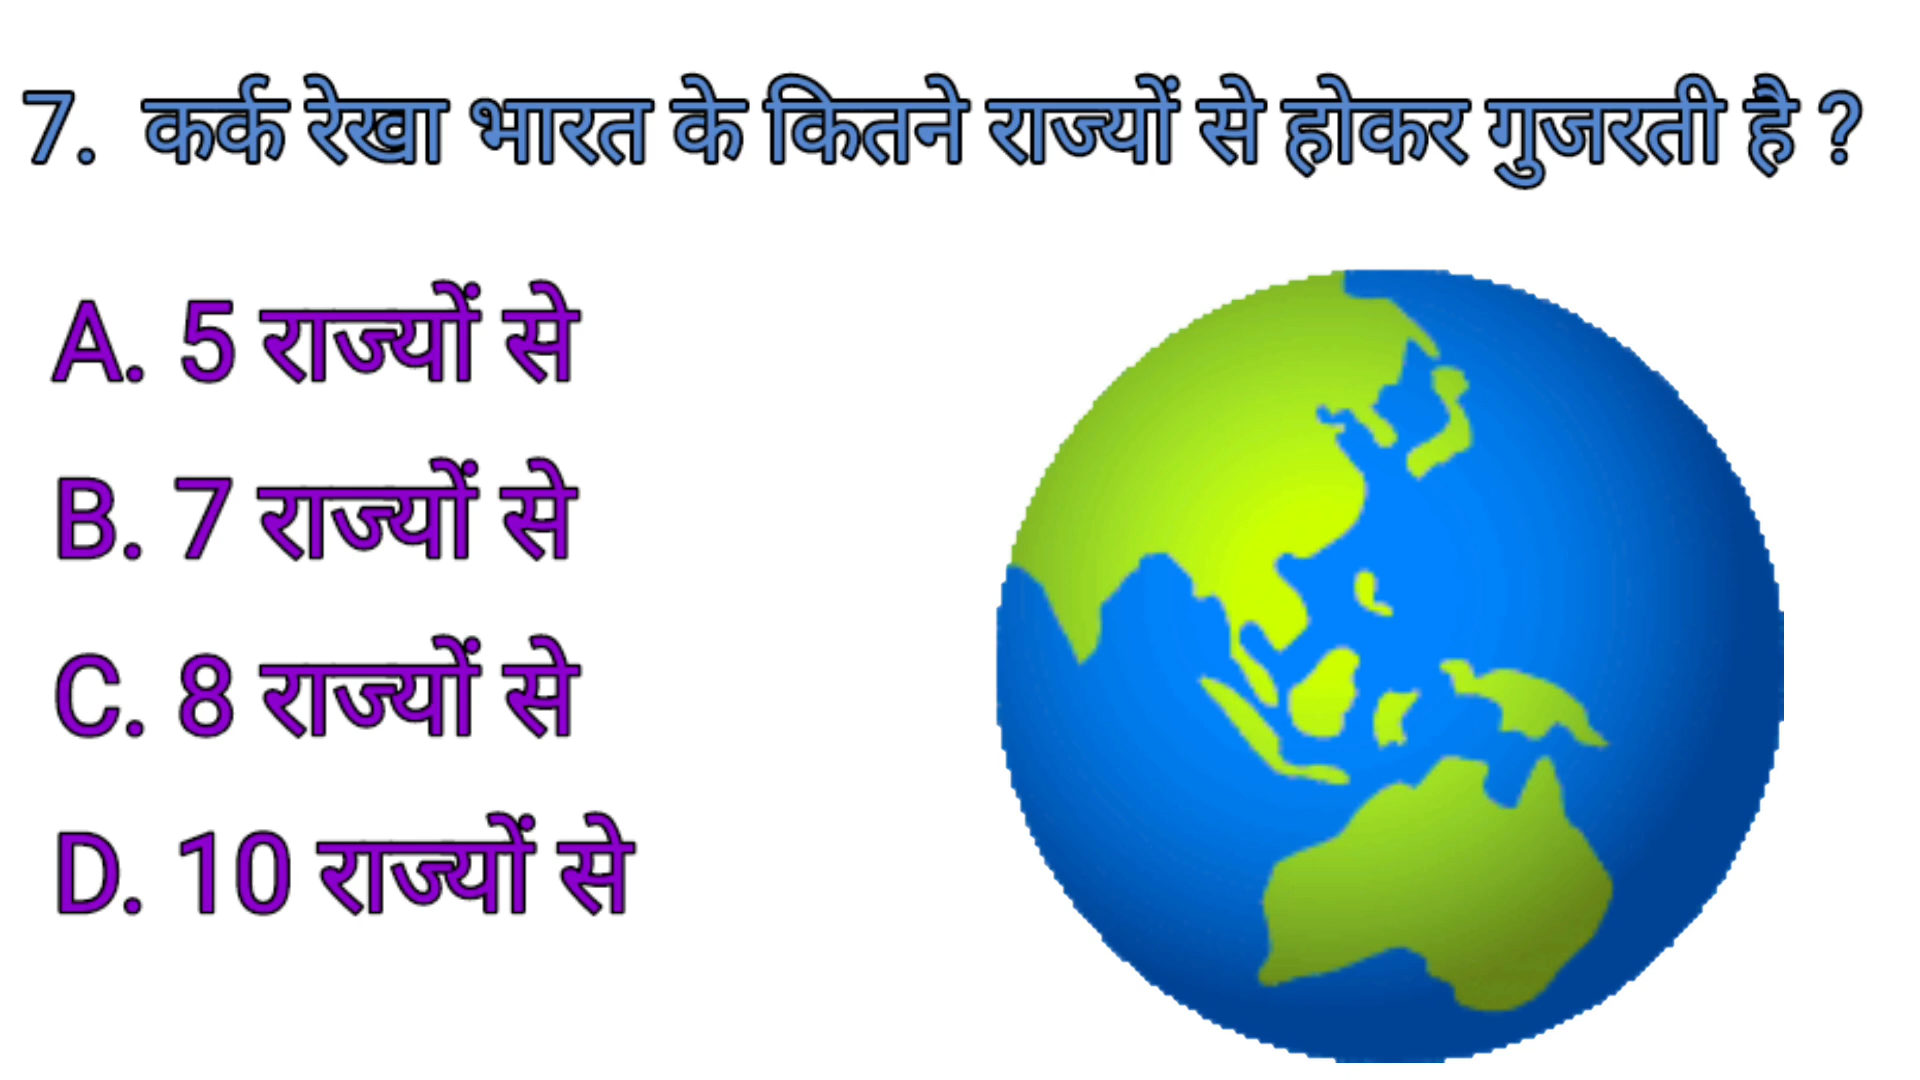 7. कर्क रेखा भारत के कितने राज्यों से होकर गुजरती है ?
A. 5 राज्यों से
B. 7 राज्यों से
C. 8 राज्यों से
D. 10 राज्यों से